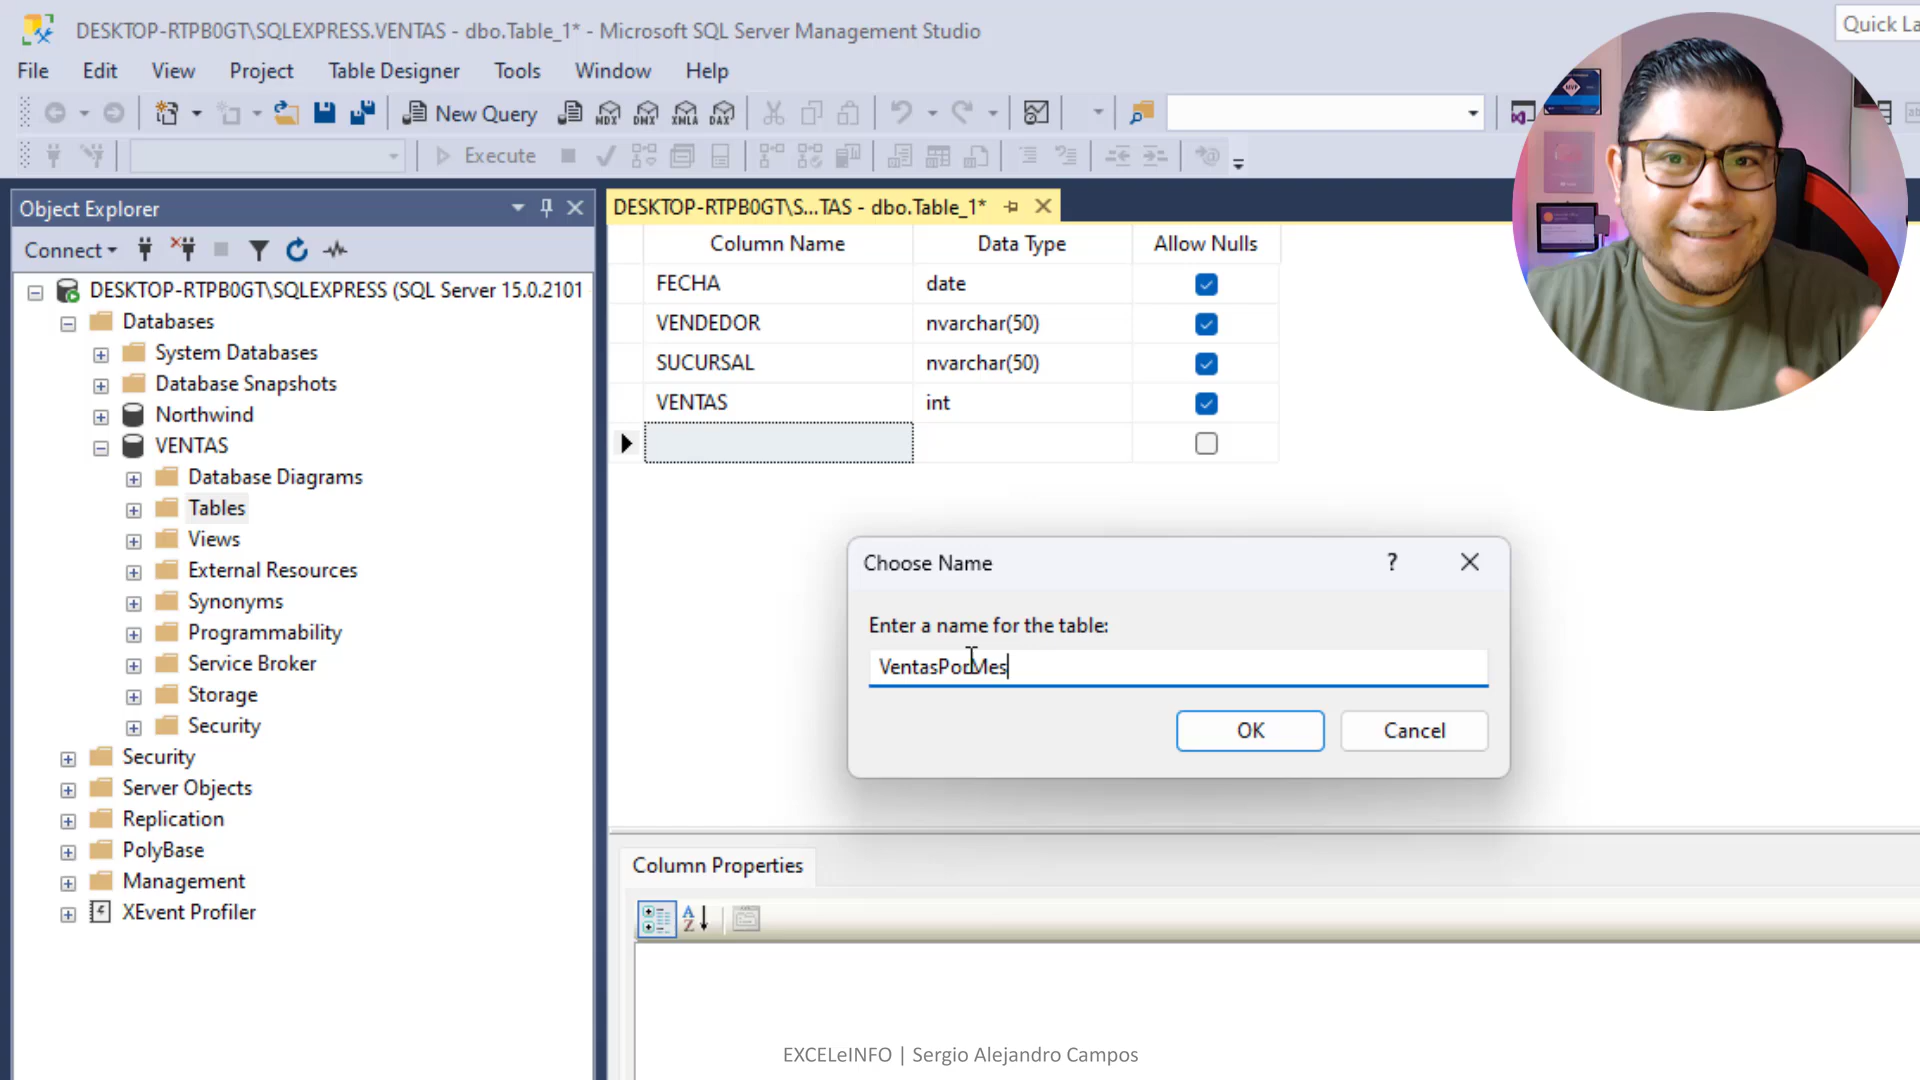 DESKTOP-RTPB0GT\SQLEXPRESS.VENTAS - dbo.Table_1* - Microsoft SQL Server Management Studio
Quick La
File Edit View Project Table Designer Tools Window Help
New Query MDX DMX XMLA DAX
Execute
Object Explorer
Connect
DESKTOP-RTPB0GT\SQLEXPRESS (SQL Server 15.0.2101
Databases
System Databases
Database Snapshots
Northwind
VENTAS
Database Diagrams
Tables
Views
External Resources
Synonyms
Programmability
Service Broker
Storage
Security
Security
Server Objects
Replication
PolyBase
Management
XEvent Profiler
DESKTOP-RTPB0GT\S...TAS - dbo.Table_1*
Column Name Data Type Allow Nulls
FECHA date
VENDEDOR nvarchar(50)
SUCURSAL nvarchar(50)
VENTAS int
Choose Name ?
Enter a name for the table:
VentasPorMes
OK Cancel
Column Properties
A
Z
EXCELeINFO | Sergio Alejandro Campos
MVP